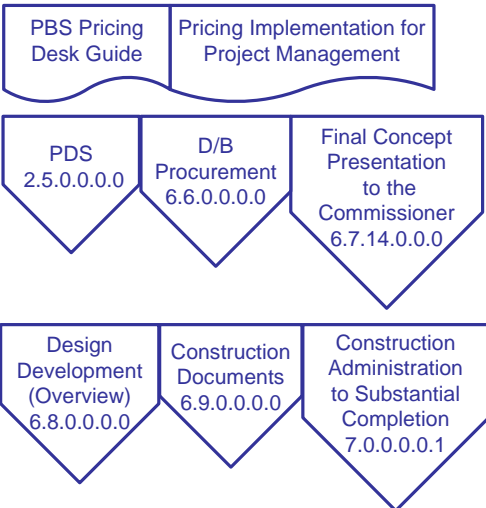 PBS Pricing
Desk Guide
Pricing Implementation for
Project Management
PDS
2.5.0.0.0.0
D/B
Procurement
6.6.0.0.0.0
Final Concept
Presentation
to the
Commissioner
6.7.14.0.0.0
Design
Development
(Overview)
6.8.0.0.0.0
Construction
Documents
6.9.0.0.0.0
Construction
Administration
to Substantial
Completion
7.0.0.0.0.1